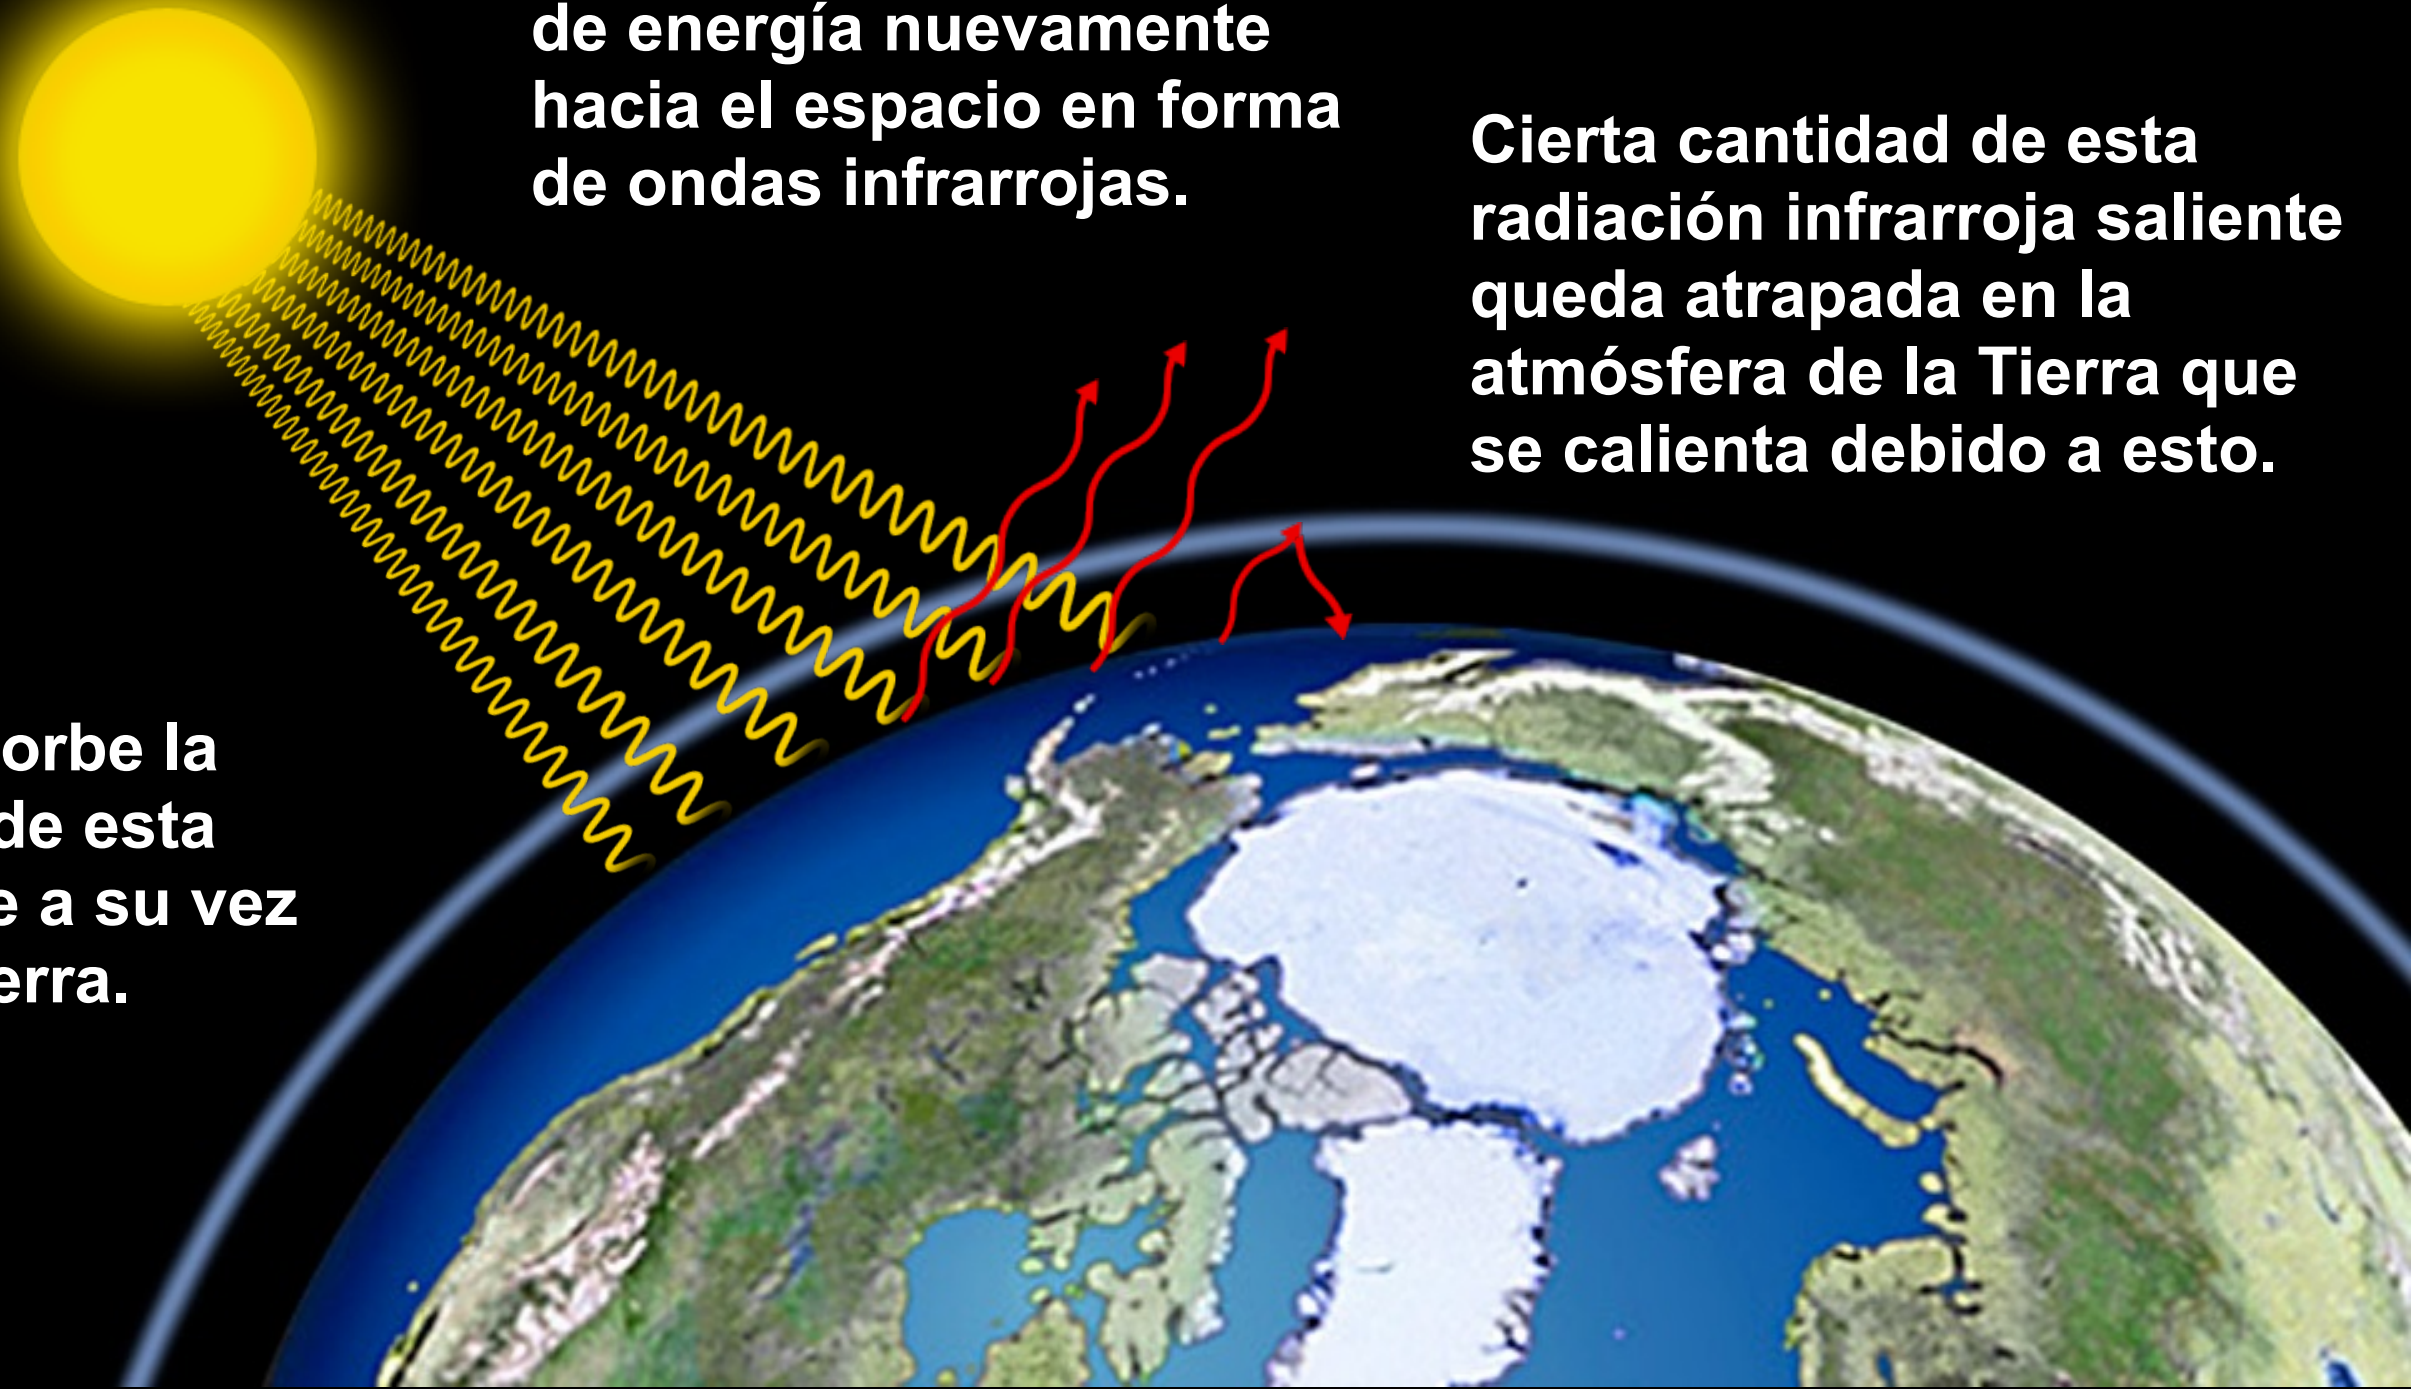 de energía nuevamente
hacia el espacio en forma
de ondas infrarrojas.
Cierta cantidad de esta
radiación infrarroja saliente
queda atrapada en la
atmósfera de la Tierra que
se calienta debido a esto.
orbe la
de esta
e a su vez
erra.